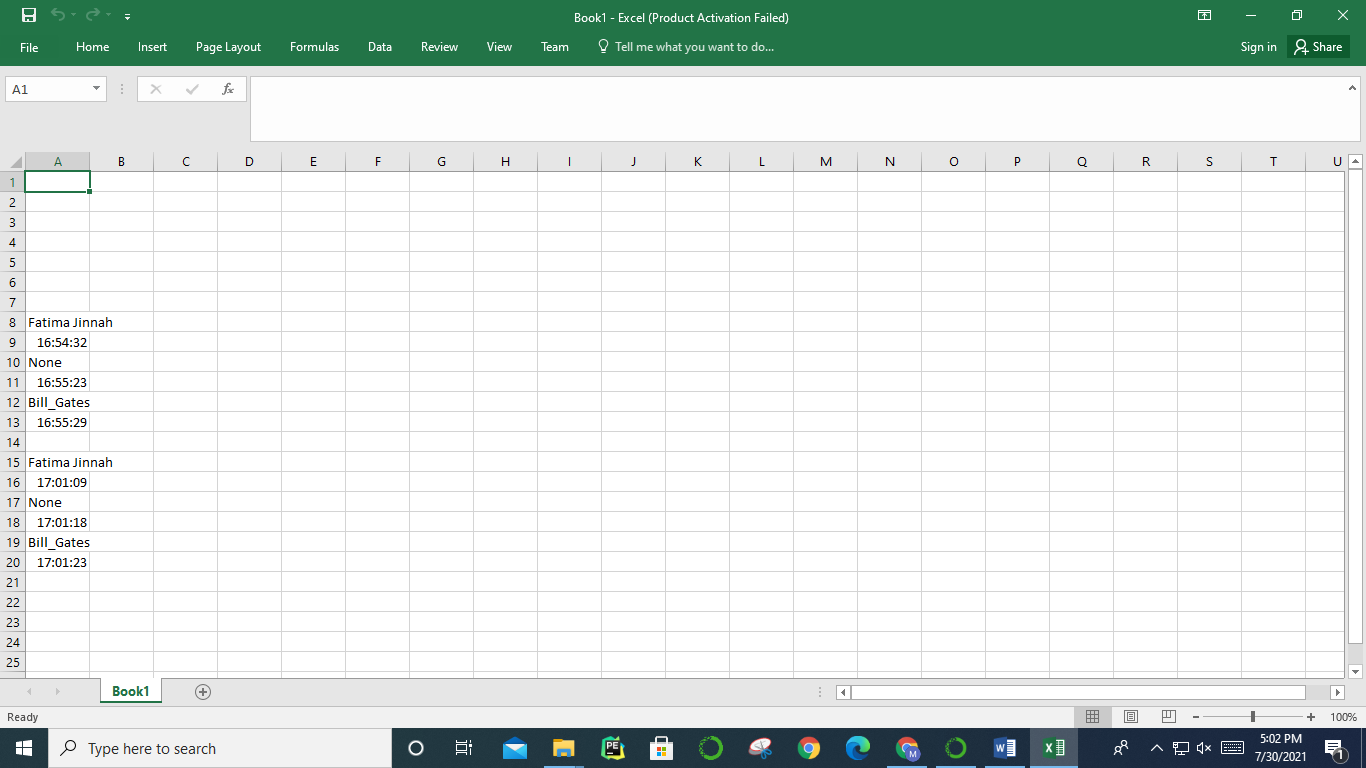 Book1 - Excel (Product Activation Failed)
File Home Insert Page Layout Formulas Data Review View Team Tell me what you want to do... Sign in Share
A1 fx
A B C D E F G H I J K L M N O P Q R S T U
1
2
3
4
5
6
7
8 Fatima Jinnah
9 16:54:32
10 None
11 16:55:23
12 Bill_Gates
13 16:55:29
14
15 Fatima Jinnah
16 17:01:09
17 None
18 17:01:18
19 Bill_Gates
20 17:01:23
21
22
23
24
25
Book1
Ready 100%
Type here to search PE M W X 5:02 PM
7/30/2021 1